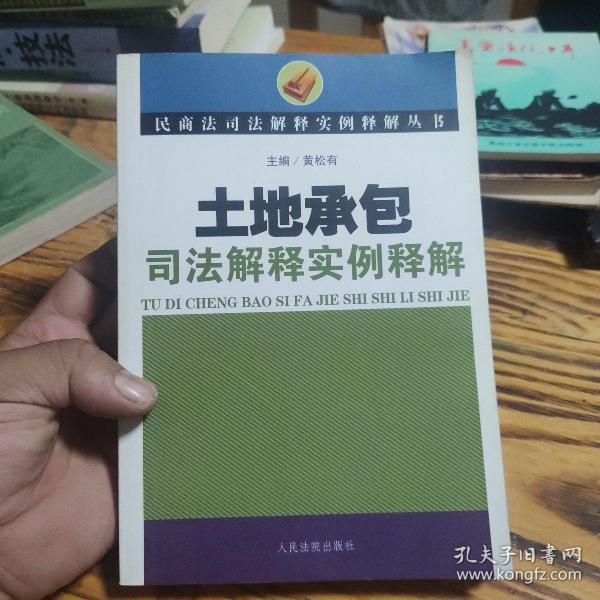 民商法司法解释实例释解丛书
主编/黄松有
土地承包
司法解释实例释解
TU DI CHENG BAO SI FA JIE SHI SHI LI SHI JIE
人民法院出版社
技法
孔夫子旧書网
www.kongfz.com